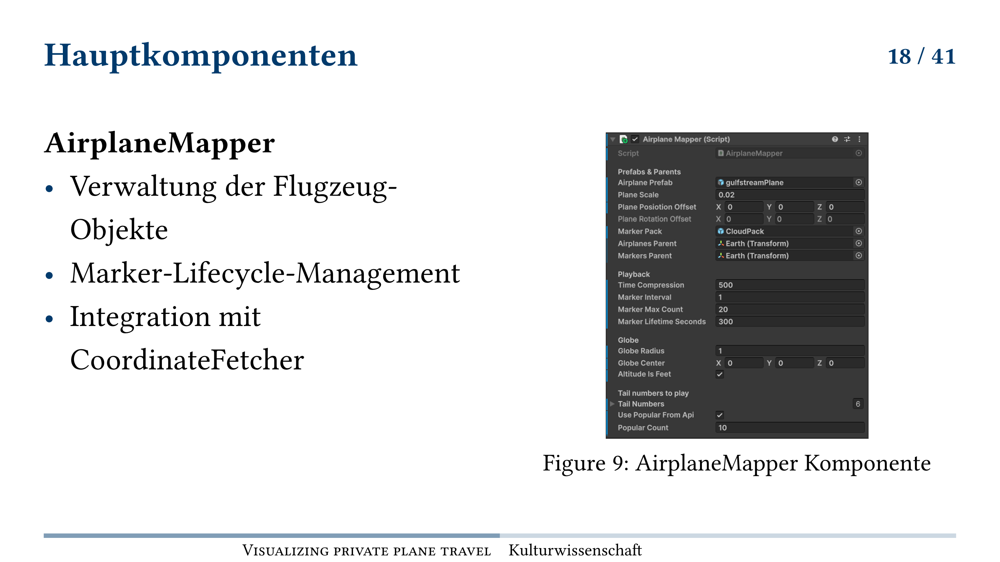 Hauptkomponenten
18 / 41
AirplaneMapper
• Verwaltung der Flugzeug-
Objekte
• Marker-Lifecycle-Management
• Integration mit
CoordinateFetcher
Airplane Mapper (Script)
Script AirplaneMapper
Prefabs & Parents
Airplane Prefab gulfstreamPlane
Plane Scale 0.02
Plane Posiotion Offset X 0 Y 0 Z 0
Plane Rotation Offset X 0 Y 0 Z 0
Marker Pack CloudPack
Airplanes Parent Earth (Transform)
Markers Parent Earth (Transform)
Playback
Time Compression 500
Marker Interval 1
Marker Max Count 20
Marker Lifetime Seconds 300
Globe
Globe Radius 1
Globe Center X 0 Y 0 Z 0
Altitude Is Feet
Tail numbers to play
Tail Numbers 6
Use Popular From Api
Popular Count 10
Figure 9: AirplaneMapper Komponente
Visualizing private plane travel Kulturwissenschaft